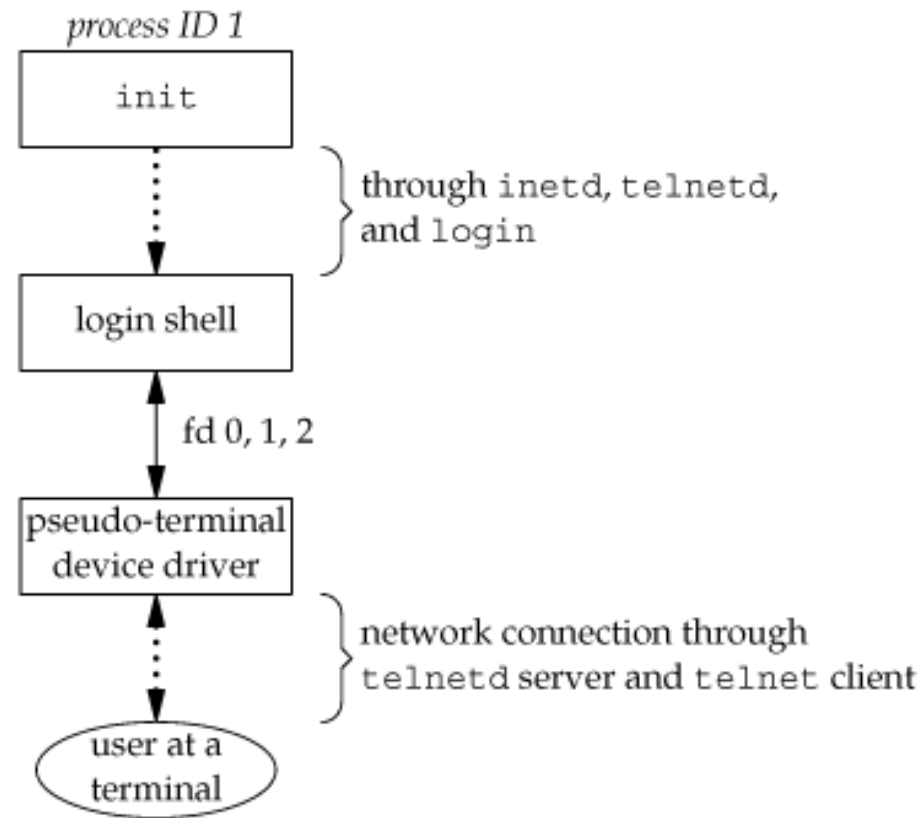 process ID 1
init
through inetd, telnetd,
and login
login shell
fd 0, 1, 2
pseudo-terminal
device driver
network connection through
telnetd server and telnet client
user at a
terminal